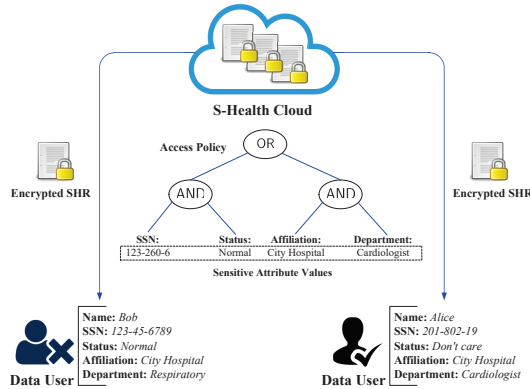 S-Health Cloud
Access Policy
OR
Encrypted SHR
Encrypted SHR
AND
AND
SSN: Status: Affiliation: Department:
123-260-6 Normal City Hospital Cardiologist
Sensitive Attribute Values
Name: Bob
SSN: 123-45-6789
Status: Normal
Affiliation: City Hospital
Department: Respiratory
Data User
Name: Alice
SSN: 201-802-19
Status: Don't care
Affiliation: City Hospital
Department: Cardiologist
Data User